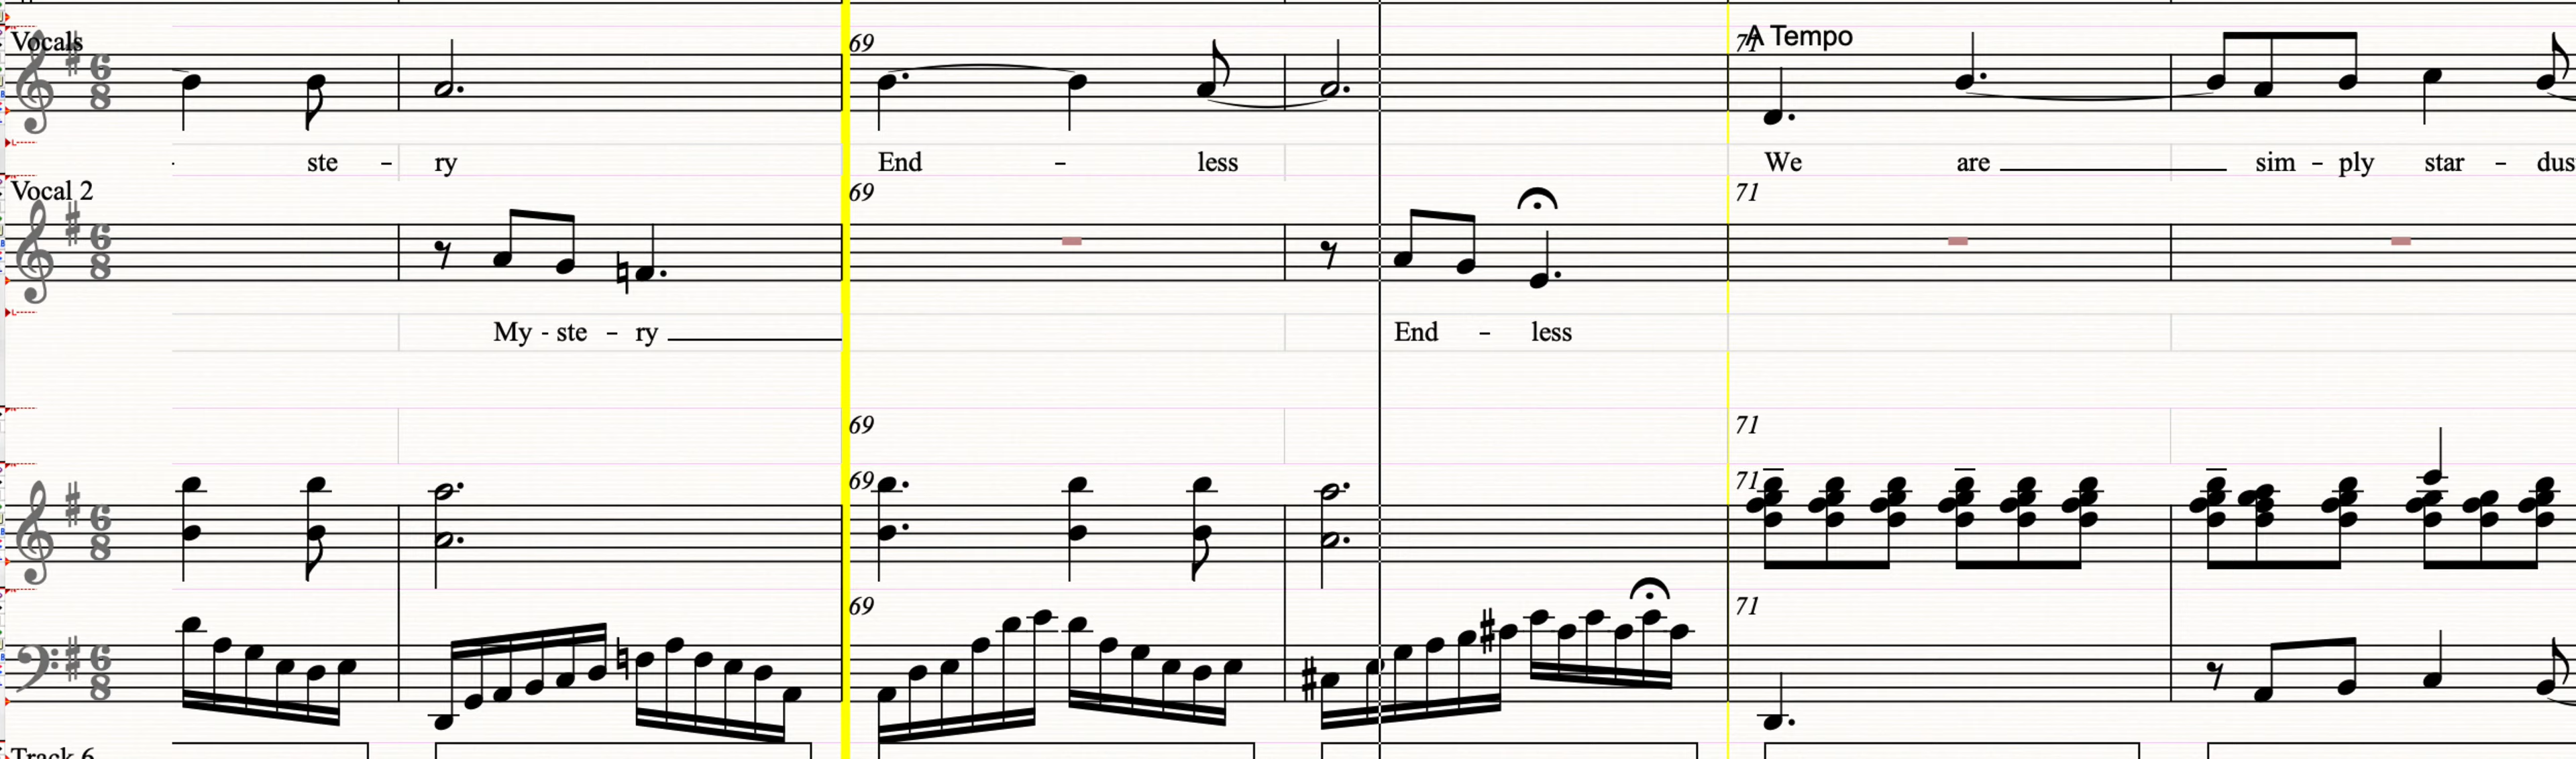 Vocals 69 71 A Tempo
ste - ry End - less We are sim - ply star - dus
Vocal 2 69 71
My - ste - ry End - less
69 71
69 71
69 71
Track 6